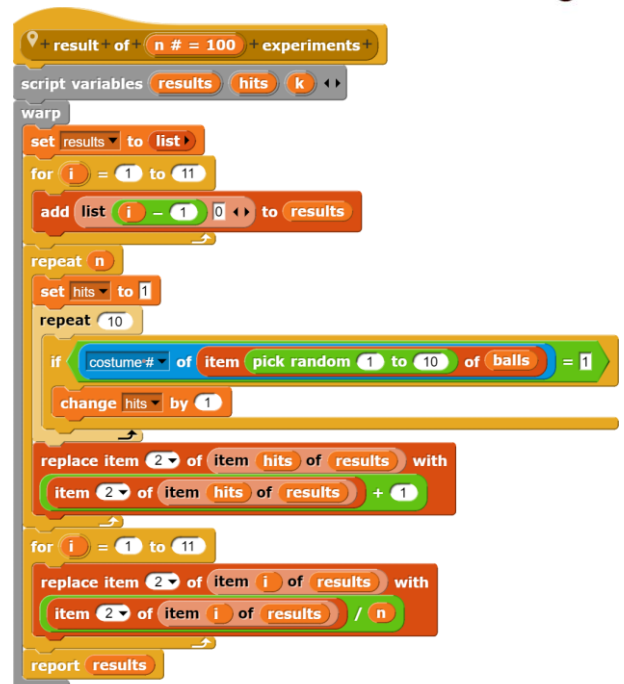 + result + of + n # = 100 + experiments +
script variables results hits k
warp
set results to list
for i = 1 to 11
add list i - 1 0 to results
repeat n
set hits to 1
repeat 10
if costume # of item pick random 1 to 10 of balls = 1
change hits by 1
replace item 2 of item hits of results with
item 2 of item hits of results + 1
for i = 1 to 11
replace item 2 of item i of results with
item 2 of item i of results / n
report results